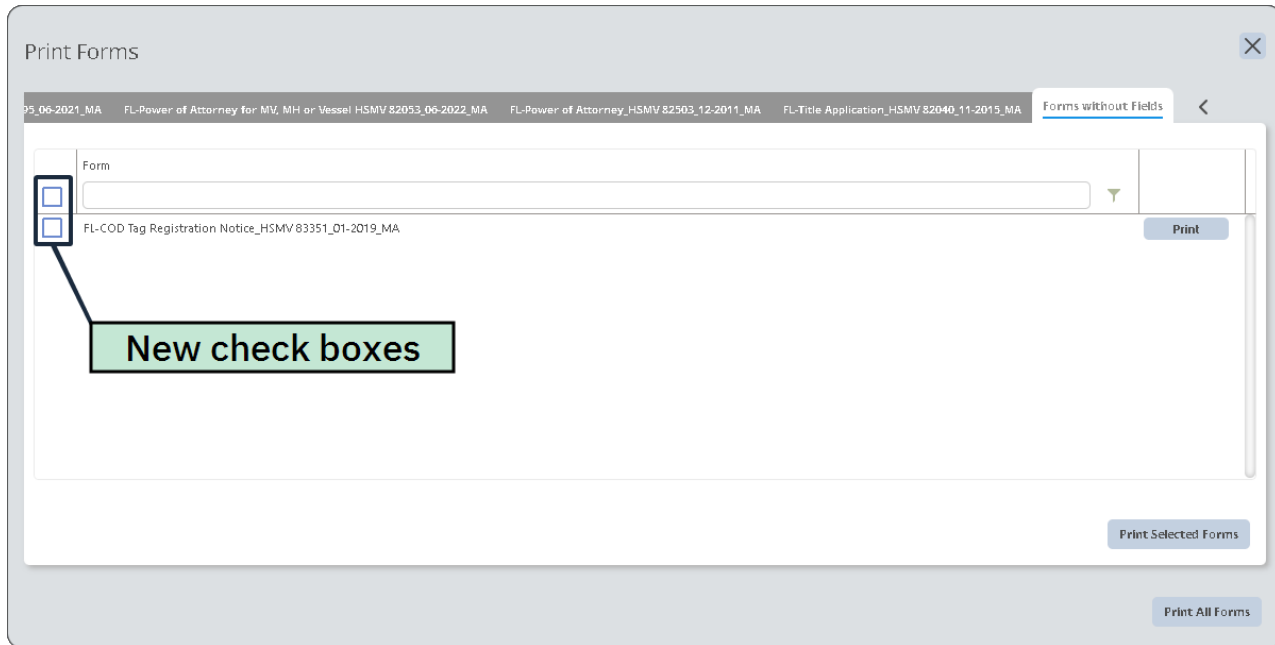 Print Forms
95_06-2021_MA FL-Power of Attorney for MV, MH or Vessel HSMV 82053_06-2022_MA FL-Power of Attorney_HSMV 82503_12-2011_MA FL-Title Application_HSMV 82040_11-2015_MA Forms without Fields
Form
FL-COD Tag Registration Notice_HSMV 83351_01-2019_MA Print
New check boxes
Print Selected Forms
Print All Forms